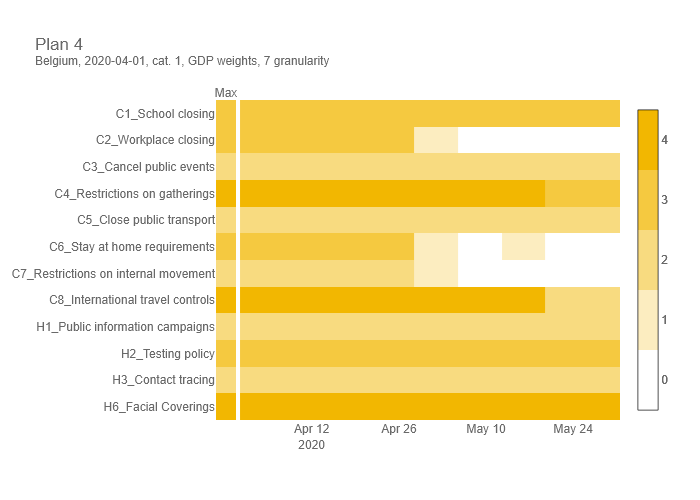 Plan 4
Belgium, 2020-04-01, cat. 1, GDP weights, 7 granularity
Max
C1_School closing
C2_Workplace closing
C3_Cancel public events
C4_Restrictions on gatherings
C5_Close public transport
C6_Stay at home requirements
C7_Restrictions on internal movement
C8_International travel controls
H1_Public information campaigns
H2_Testing policy
H3_Contact tracing
H6_Facial Coverings
Apr 12
2020
Apr 26
May 10
May 24
4
3
2
1
0